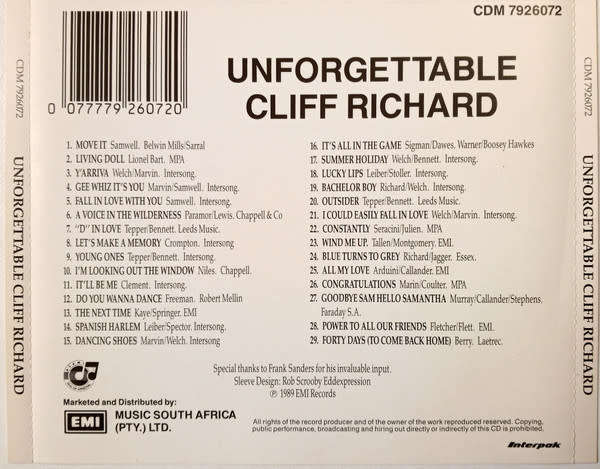 CDM 7926072
0 077779 260720
UNFORGETTABLE
CLIFF RICHARD
CDM 7926072
UNFORGETTABLE CLIFF RICHARD
1. MOVE IT Samwell. Belwin Mills/Sarral
2. LIVING DOLL Lionel Bart. MPA
3. Y'ARRIVA Welch/Marvin. Intersong.
4. GEE WHIZ IT'S YOU Samwell. Intersong.
5. FALL IN LOVE WITH YOU Samwell. Intersong.
6. A VOICE IN THE WILDERNESS Paramor/Lewis. Chappell & Co
7. "D" IN LOVE Tepper/Bennett. Leeds Music.
8. LET'S MAKE A MEMORY Crompton. Intersong.
9. YOUNG ONES Tepper/Bennett. Intersong.
10. I'M LOOKING OUT THE WINDOW Niles. Chappell.
11. IT'LL BE ME Clement. Intersong.
12. DO YOU WANNA DANCE Freeman. Robert Mellin
13. THE NEXT TIME Kaye/Springer. EMI
14. SPANISH HARLEM Leiber/Spector. Intersong.
15. DANCING SHOES Marvin/Welch. Intersong
16. IT'S ALL IN THE GAME Sigman/Dawes, Warner/Boosey Hawkes
17. SUMMER HOLIDAY Welch/Bennett. Intersong.
18. LUCKY LIPS Leiber/Stoller. Intersong.
19. BACHELOR BOY Richard/Welch. Intersong.
20. OUTSIDER Tepper/Bennett. Leeds Music.
21. I COULD EASILY FALL IN LOVE Welch/Marvin. Intersong.
22. CONSTANTLY Seracini/Julien. MPA
23. WIND ME UP. Tallen/Montgomery. EMI.
24. BLUE TURNS TO GREY Richard/Jagger. Essex.
25. ALL MY LOVE Arduini/Callander. EMI
26. CONGRATULATIONS Marin/Coulter. MPA
27. GOODBYE SAM HELLO SAMANTHA Murray/Callander/Stephens.
Faraday S.A.
28. POWER TO ALL OUR FRIENDS Fletcher/Flett. EMI.
29. FORTY DAYS (TO COME BACK HOME) Berry. Laetrec.
Special thanks to Frank Sanders for his invaluable input.
Sleeve Design: Rob Scrooby Eddexpression
℗ 1989 EMI Records
Marketed and Distributed by:
EMI MUSIC SOUTH AFRICA
(PTY.) LTD.
All rights of the record producer and of the owner of the work reproduced reserved. Copying,
public performance, broadcasting and hiring out directly or indirectly of this CD is prohibited.
Interpak
CDM 7926072
UNFORGETTABLE CLIFF RICHARD